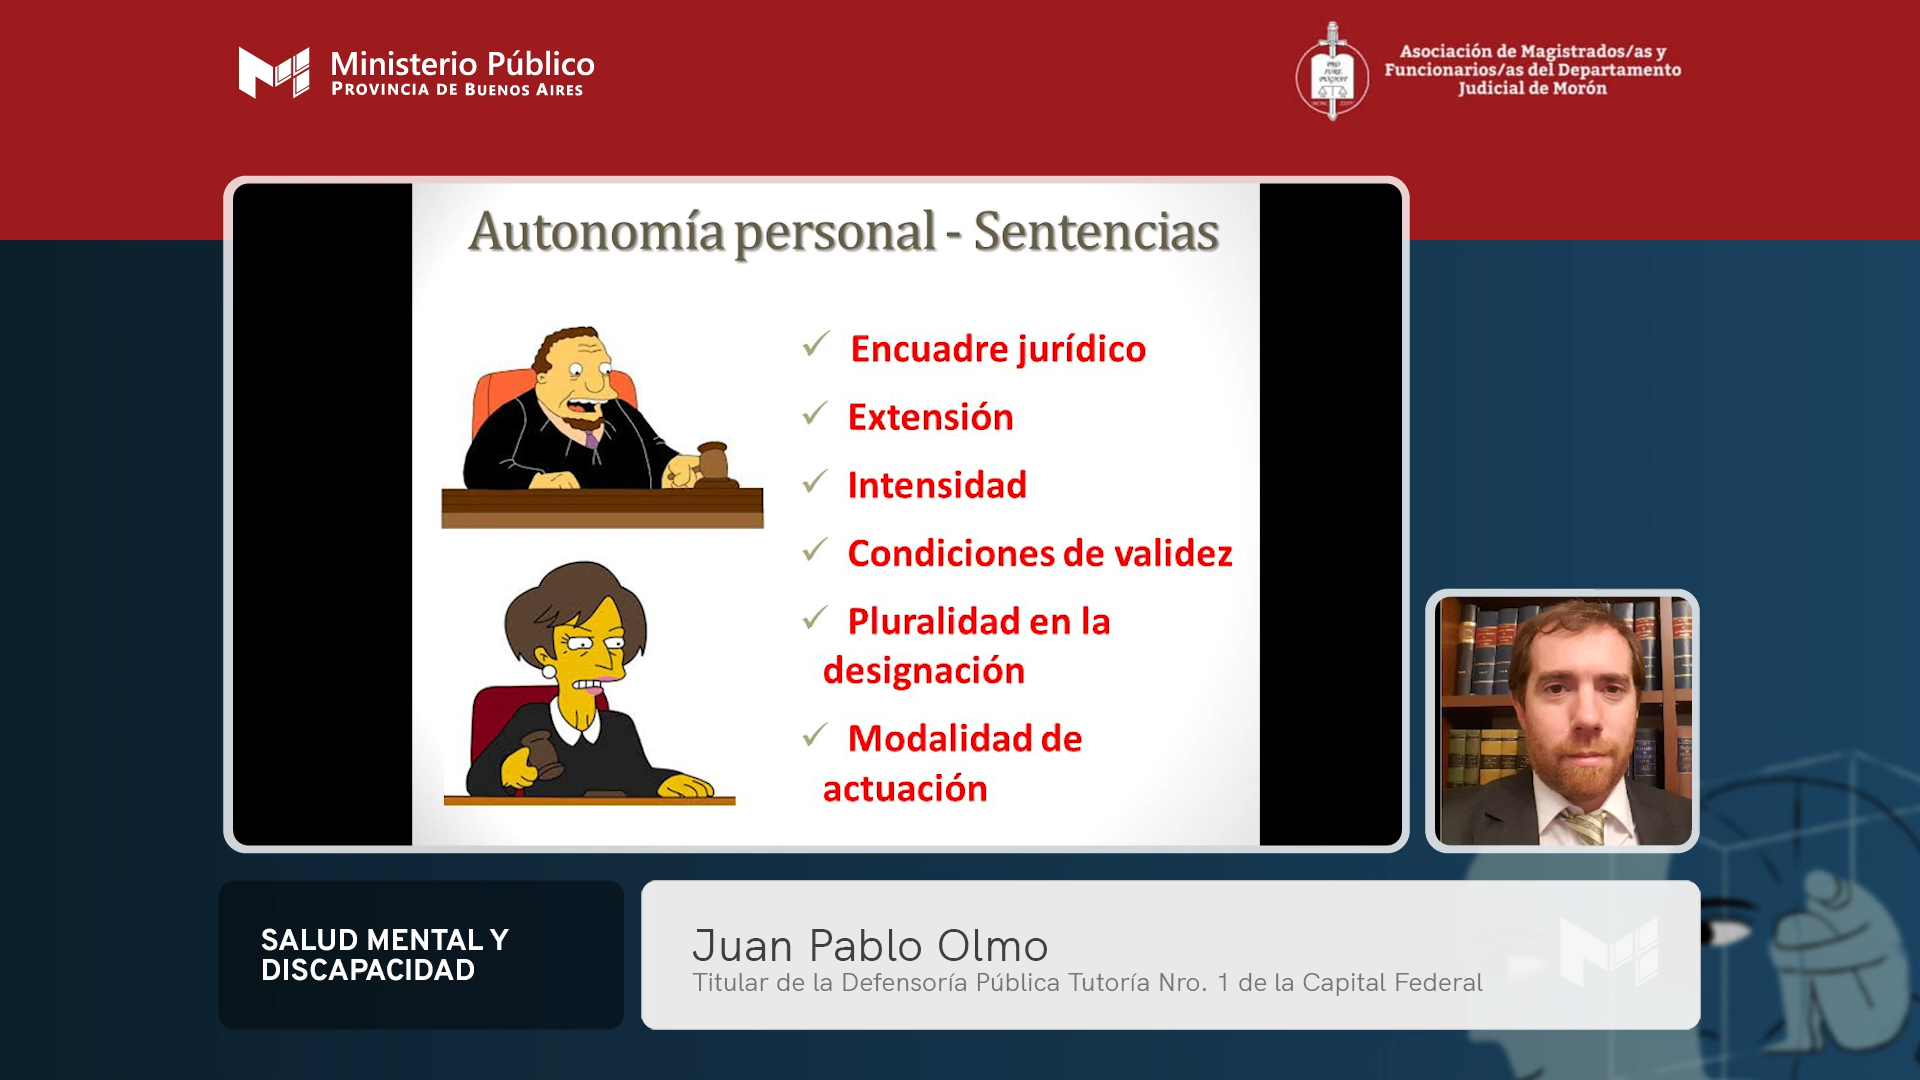 Ministerio Público
PROVINCIA DE BUENOS AIRES
Asociación de Magistrados/as y
Funcionarios/as del Departamento
Judicial de Morón
Autonomía personal - Sentencias
✓ Encuadre jurídico
✓ Extensión
✓ Intensidad
✓ Condiciones de validez
✓ Pluralidad en la
designación
✓ Modalidad de
actuación
SALUD MENTAL Y
DISCAPACIDAD
Juan Pablo Olmo
Titular de la Defensoría Pública Tutoría Nro. 1 de la Capital Federal